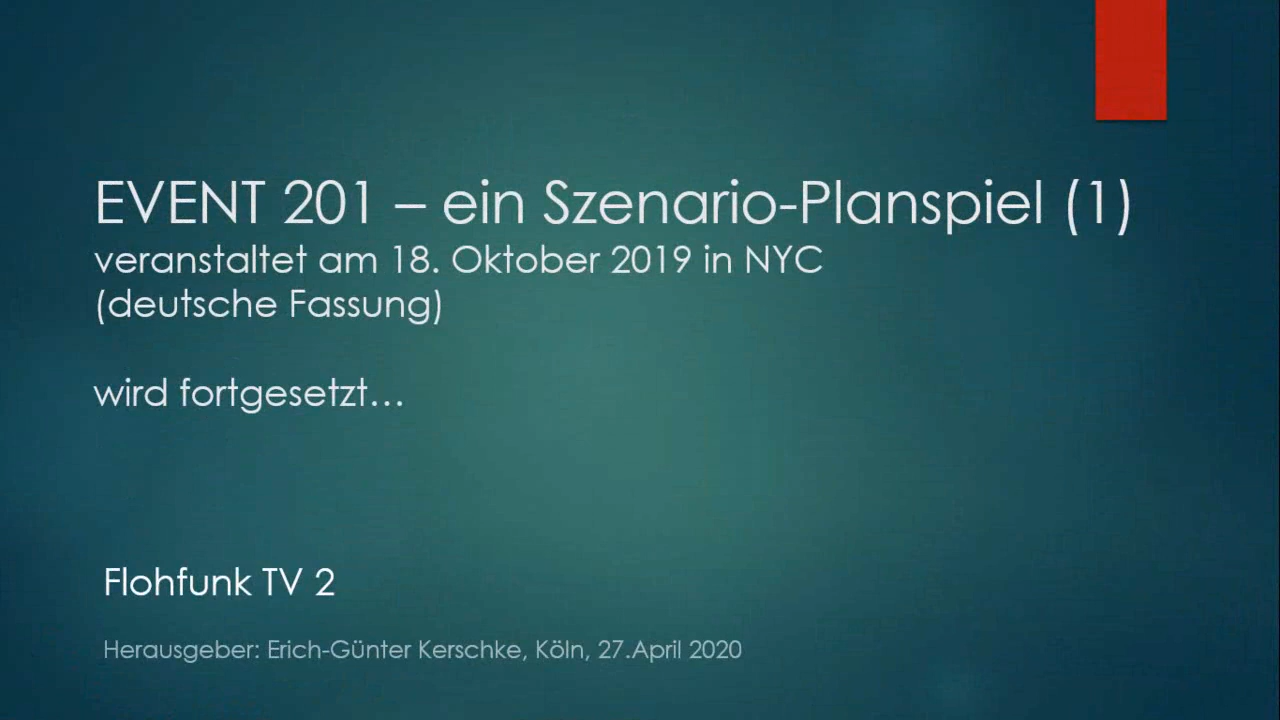 EVENT 201 – ein Szenario-Planspiel (1)
veranstaltet am 18. Oktober 2019 in NYC
(deutsche Fassung)
wird fortgesetzt…
Flohfunk TV 2
Herausgeber: Erich-Günter Kerschke, Köln, 27.April 2020